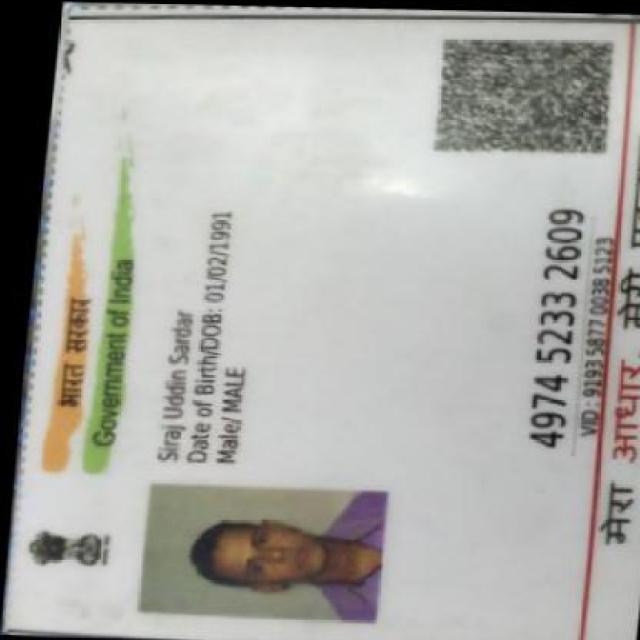 भारत सरकार
Government of India
Siraj Uddin Sardar
Date of Birth/DOB: 01/02/1991
Male/ MALE
4974 5233 2609
VID : 9193 5877 0038 5123
मेरा आधार, मेरी